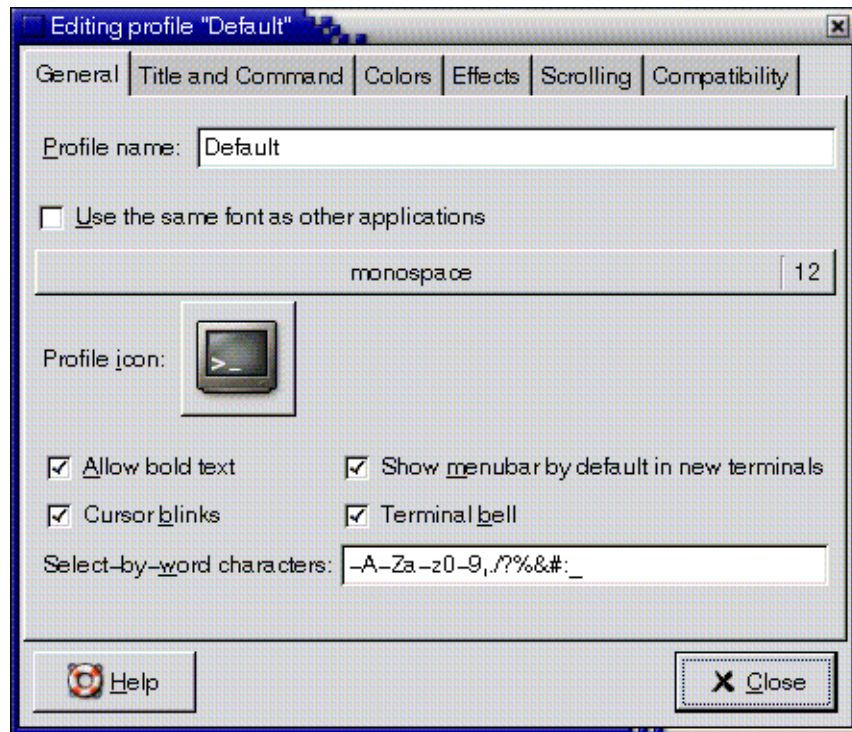 Editing profile "Default"
General Title and Command Colors Effects Scrolling Compatibility
Profile name: Default
Use the same font as other applications
monospace 12
>_
Profile icon:
Allow bold text Show menubar by default in new terminals
Cursor blinks Terminal bell
Select-by-word characters: -A-Za-z0-9,./?%&#:_
Help Close